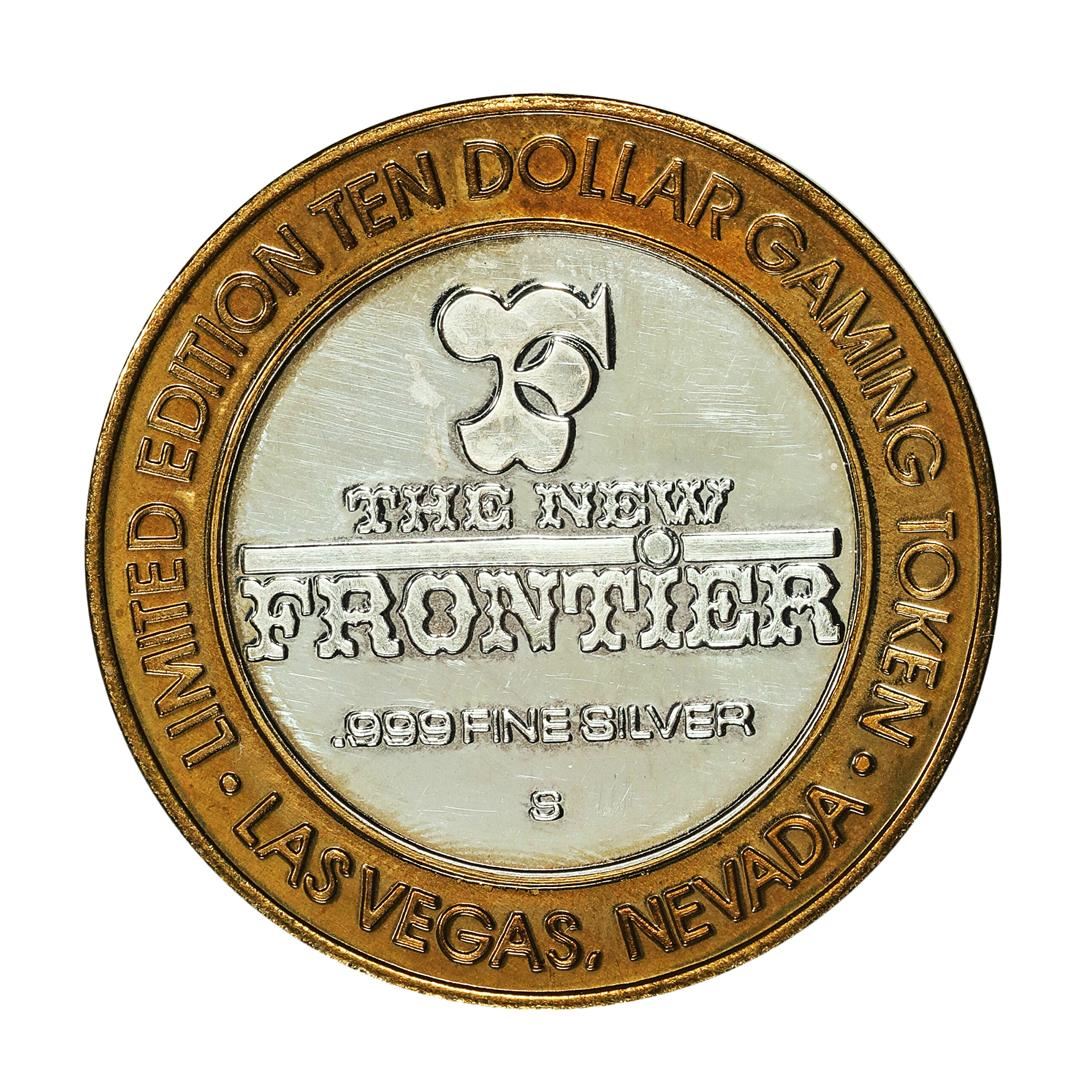 LIMITED EDITION TEN DOLLAR GAMING TOKEN
F
THE NEW
FRONTiER
.999 FINE SILVER
S
• LAS VEGAS, NEVADA •